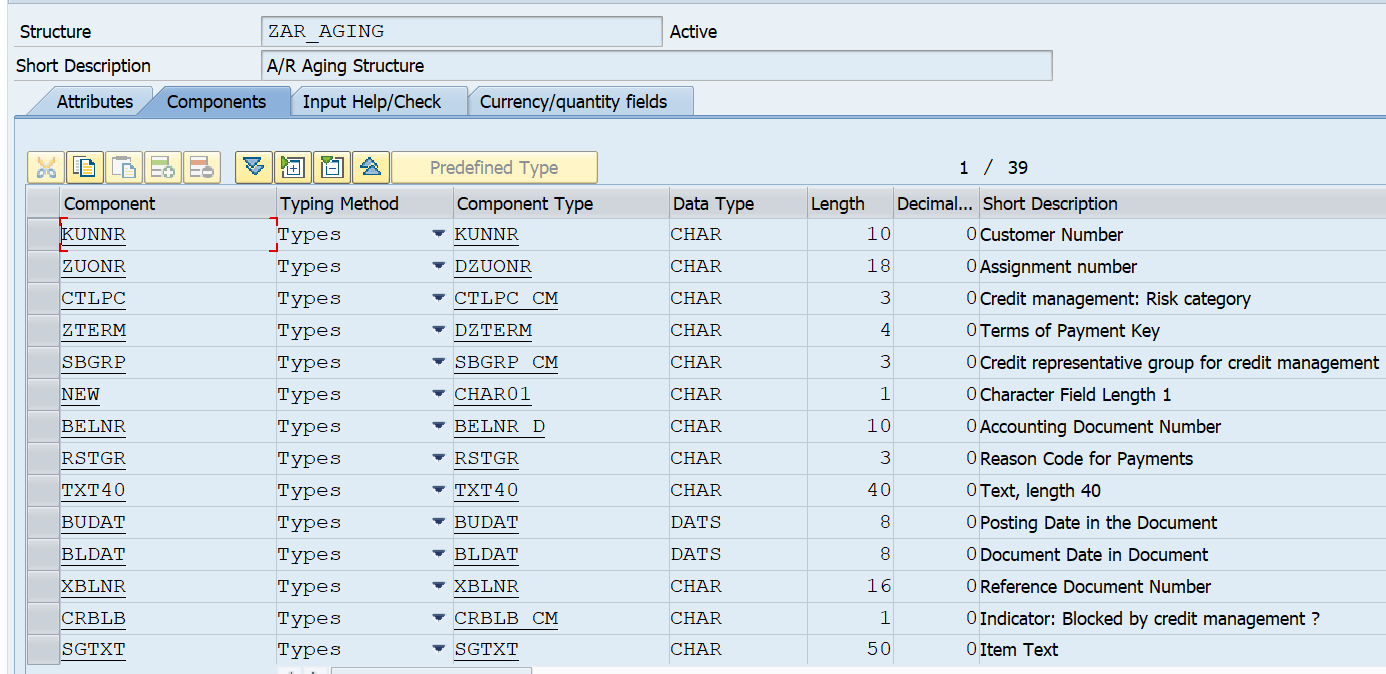 Structure ZAR_AGING Active
Short Description A/R Aging Structure
Attributes Components Input Help/Check Currency/quantity fields
Predefined Type 1 / 39
Component Typing Method Component Type Data Type Length Decimal... Short Description
KUNNR Types KUNNR CHAR 10 0 Customer Number
ZUONR Types DZUONR CHAR 18 0 Assignment number
CTLPC Types CTLPC_CM CHAR 3 0 Credit management: Risk category
ZTERM Types DZTERM CHAR 4 0 Terms of Payment Key
SBGRP Types SBGRP_CM CHAR 3 0 Credit representative group for credit management
NEW Types CHAR01 CHAR 1 0 Character Field Length 1
BELNR Types BELNR_D CHAR 10 0 Accounting Document Number
RSTGR Types RSTGR CHAR 3 0 Reason Code for Payments
TXT40 Types TXT40 CHAR 40 0 Text, length 40
BUDAT Types BUDAT DATS 8 0 Posting Date in the Document
BLDAT Types BLDAT DATS 8 0 Document Date in Document
XBLNR Types XBLNR CHAR 16 0 Reference Document Number
CRBLB Types CRBLB_CM CHAR 1 0 Indicator: Blocked by credit management ?
SGTXT Types SGTXT CHAR 50 0 Item Text